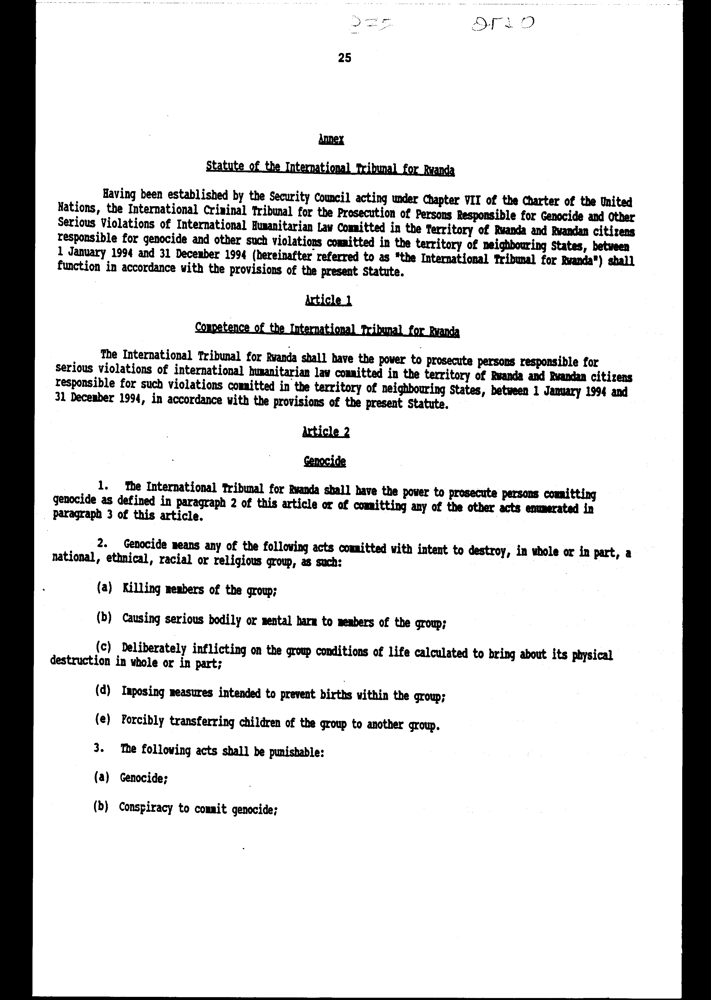 25
Annex
Statute of the International Tribunal for Rwanda
Having been established by the Security Council acting under Chapter VII of the Charter of the United
Nations, the International Criminal Tribunal for the Prosecution of Persons Responsible for Genocide and Other
Serious Violations of International Humanitarian Law Committed in the Territory of Rwanda and Rwandan citizens
responsible for genocide and other such violations committed in the territory of neighbouring States, between
1 January 1994 and 31 December 1994 (hereinafter referred to as "the International Tribunal for Rwanda") shall
function in accordance with the provisions of the present Statute.
Article 1
Competence of the International Tribunal for Rwanda
The International Tribunal for Rwanda shall have the power to prosecute persons responsible for
serious violations of international humanitarian law committed in the territory of Rwanda and Rwandan citizens
responsible for such violations committed in the territory of neighbouring States, between 1 January 1994 and
31 December 1994, in accordance with the provisions of the present Statute.
Article 2
Genocide
1. The International Tribunal for Rwanda shall have the power to prosecute persons committing
genocide as defined in paragraph 2 of this article or of committing any of the other acts enumerated in
paragraph 3 of this article.
2. Genocide means any of the following acts committed with intent to destroy, in whole or in part, a
national, ethnical, racial or religious group, as such:
(a) Killing members of the group;
(b) Causing serious bodily or mental harm to members of the group;
(c) Deliberately inflicting on the group conditions of life calculated to bring about its physical
destruction in whole or in part;
(d) Imposing measures intended to prevent births within the group;
(e) Forcibly transferring children of the group to another group.
3. The following acts shall be punishable:
(a) Genocide;
(b) Conspiracy to commit genocide;